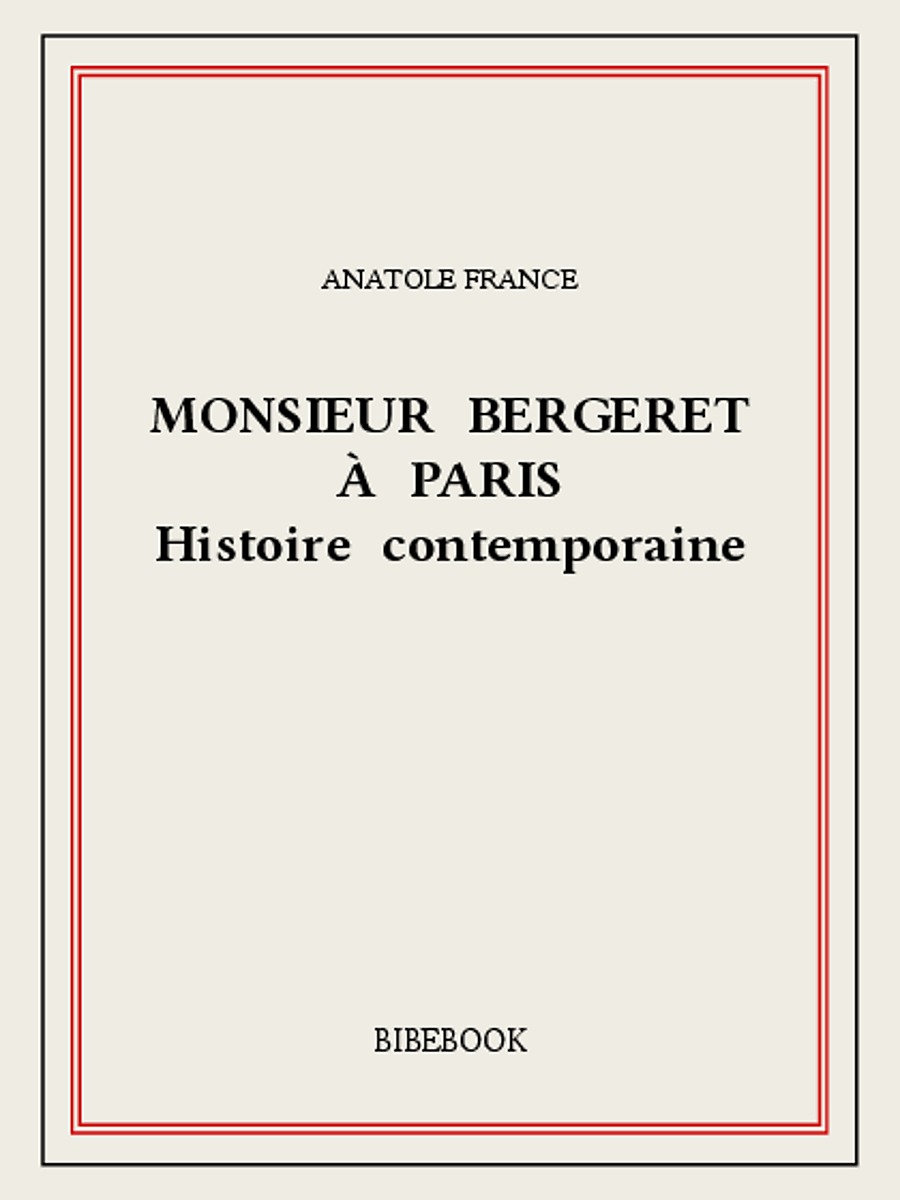 ANATOLE FRANCE
MONSIEUR BERGERET
À PARIS
Histoire contemporaine
BIBEBOOK